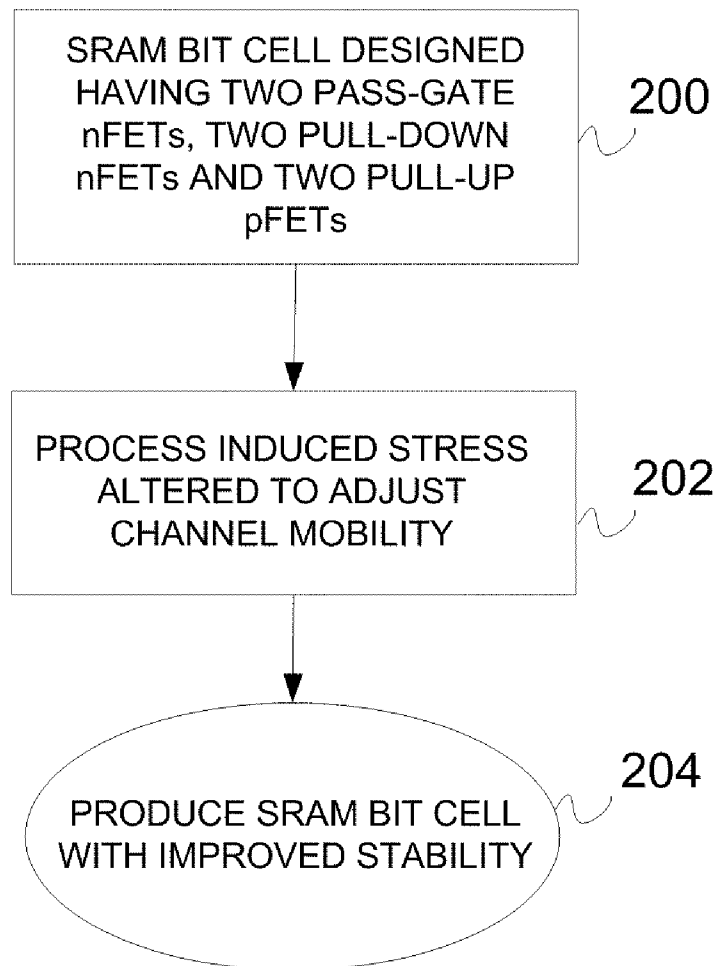 SRAM BIT CELL DESIGNED
HAVING TWO PASS-GATE
nFETs, TWO PULL-DOWN
nFETs AND TWO PULL-UP
pFETs
200
PROCESS INDUCED STRESS
ALTERED TO ADJUST
CHANNEL MOBILITY
202
PRODUCE SRAM BIT CELL
WITH IMPROVED STABILITY
204